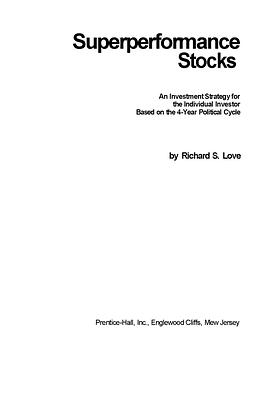 Superperformance
Stocks
An Investment Strategy for
the Individual Investor
Based on the 4-Year Political Cycle
by Richard S. Love
Prentice-Hall, Inc., Englewood Cliffs, Mew Jersey